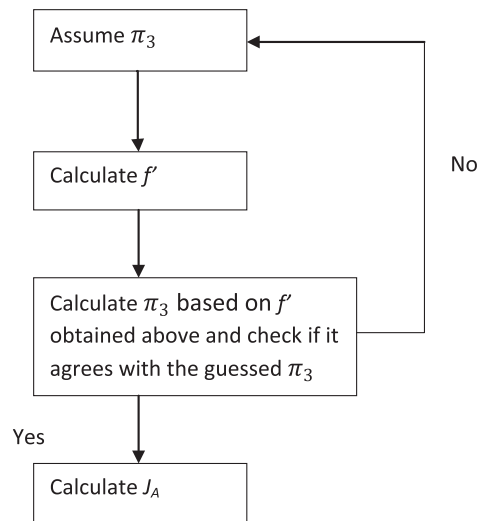 Assume π₃
Calculate f′
No
Calculate π₃ based on f′
obtained above and check if it
agrees with the guessed π₃
Yes
Calculate J_A